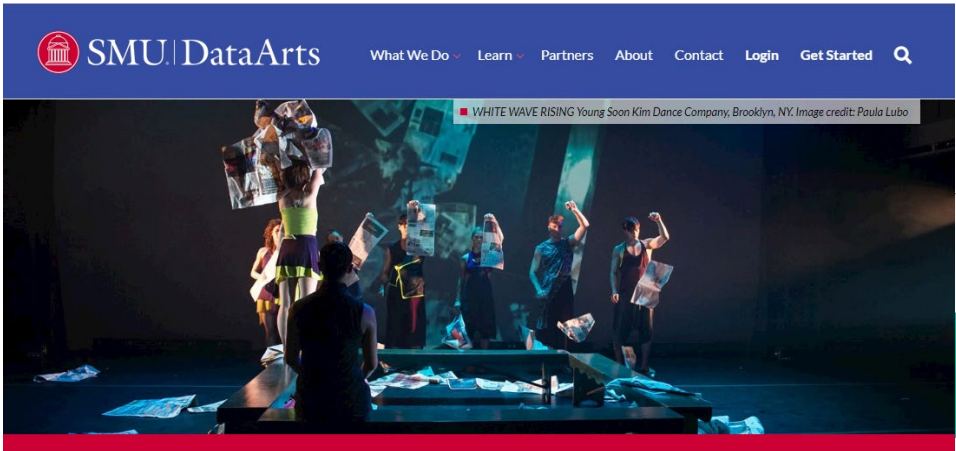 SMU. DataArts
What We Do Learn Partners About Contact Login Get Started
WHITE WAVE RISING Young Soon Kim Dance Company, Brooklyn, NY. Image credit: Paula Lubo